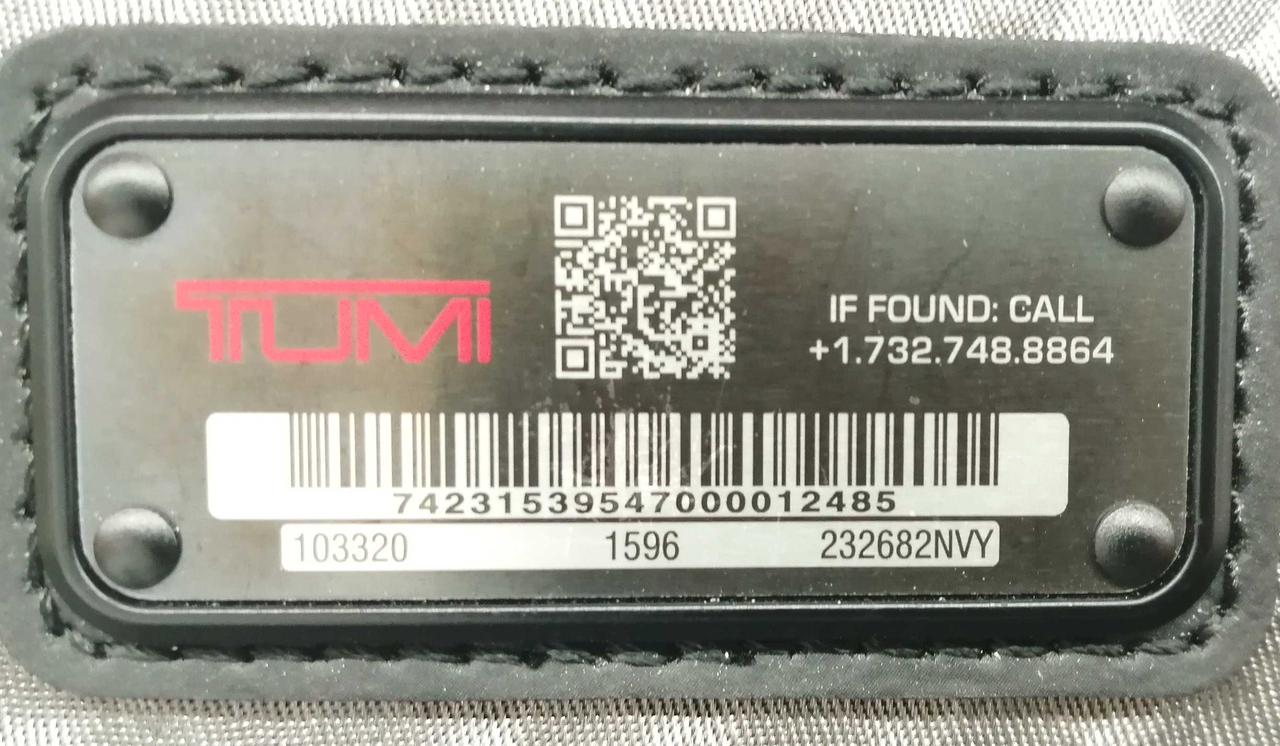 TUMI
IF FOUND: CALL
+1.732.748.8864
74231539547000012485
103320 1596 232682NVY